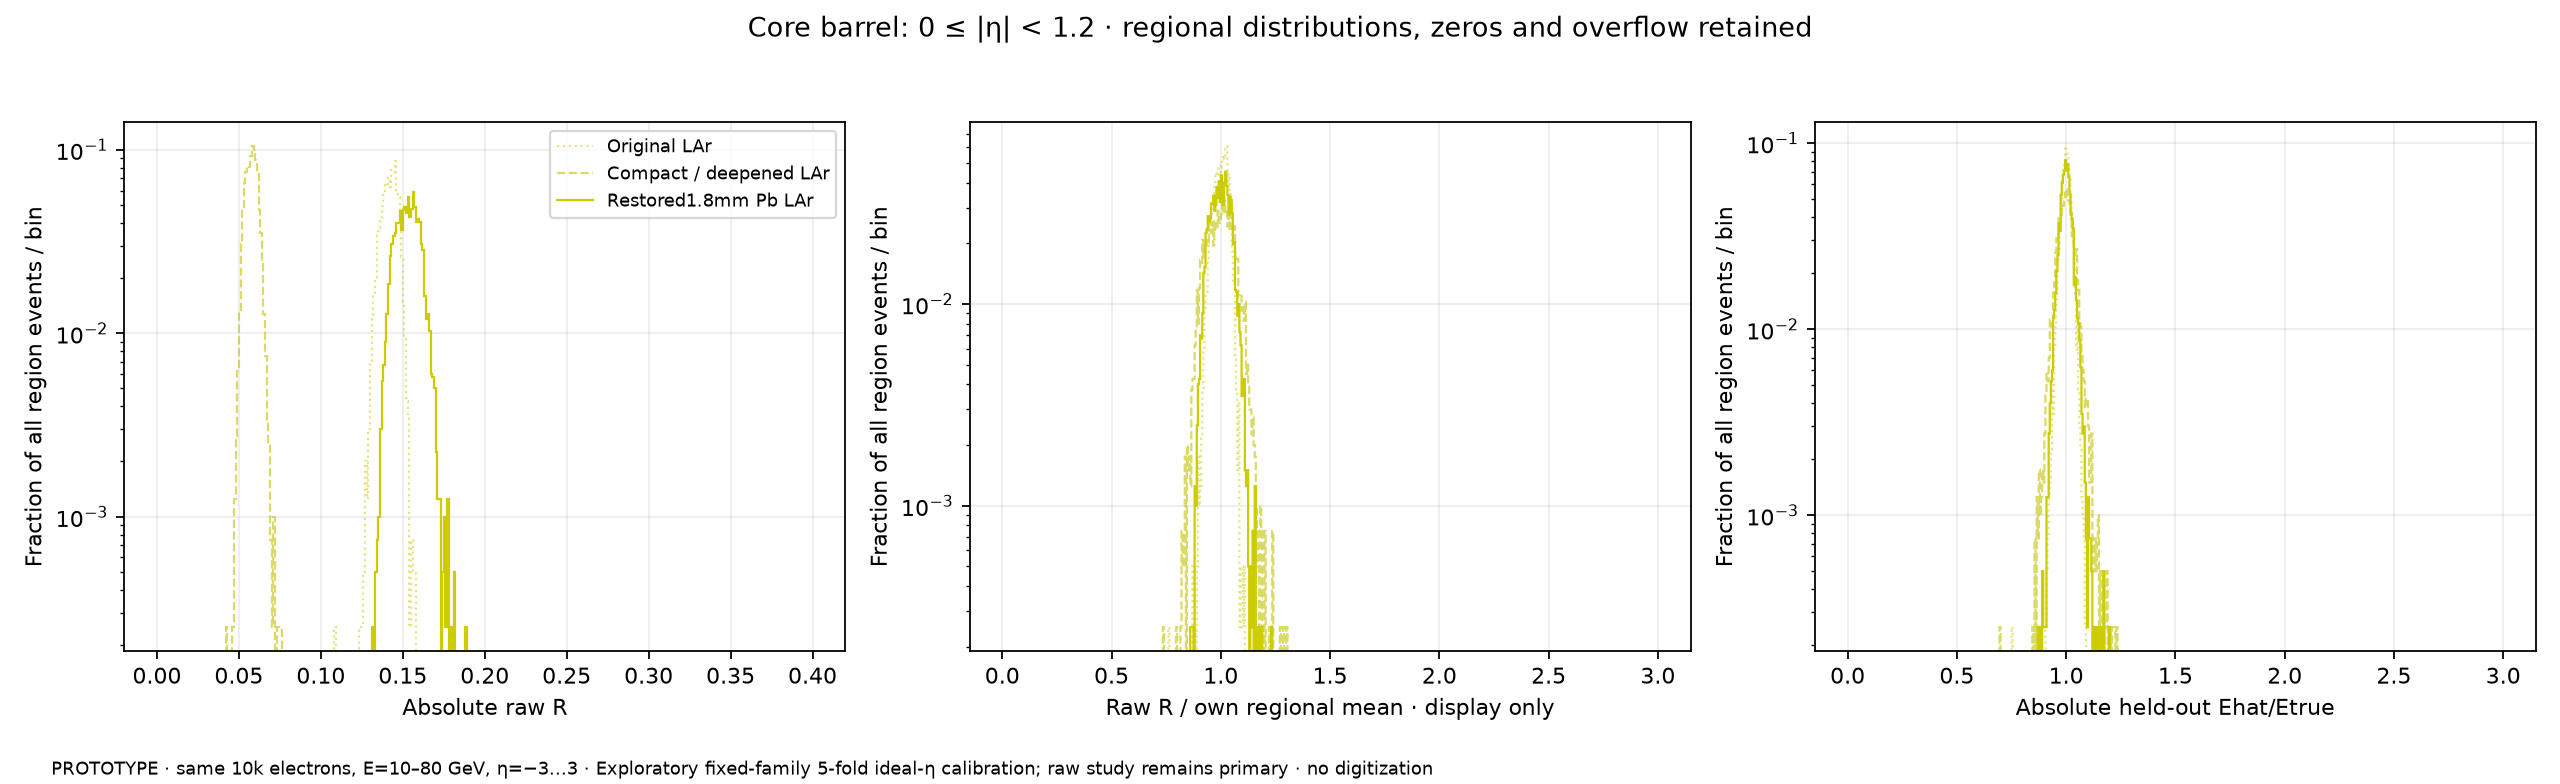 Core barrel: 0 ≤ |η| < 1.2 · regional distributions, zeros and overflow retained
Fraction of all region events / bin
10⁻¹
10⁻²
10⁻³
Original LAr
Compact / deepened LAr
Restored1.8mm Pb LAr
0.00 0.05 0.10 0.15 0.20 0.25 0.30 0.35 0.40
Absolute raw R
Fraction of all region events / bin
10⁻²
10⁻³
0.0 0.5 1.0 1.5 2.0 2.5 3.0
Raw R / own regional mean · display only
Fraction of all region events / bin
10⁻¹
10⁻²
10⁻³
0.0 0.5 1.0 1.5 2.0 2.5 3.0
Absolute held-out Ehat/Etrue
PROTOTYPE · same 10k electrons, E=10–80 GeV, η=−3…3 · Exploratory fixed-family 5-fold ideal-η calibration; raw study remains primary · no digitization